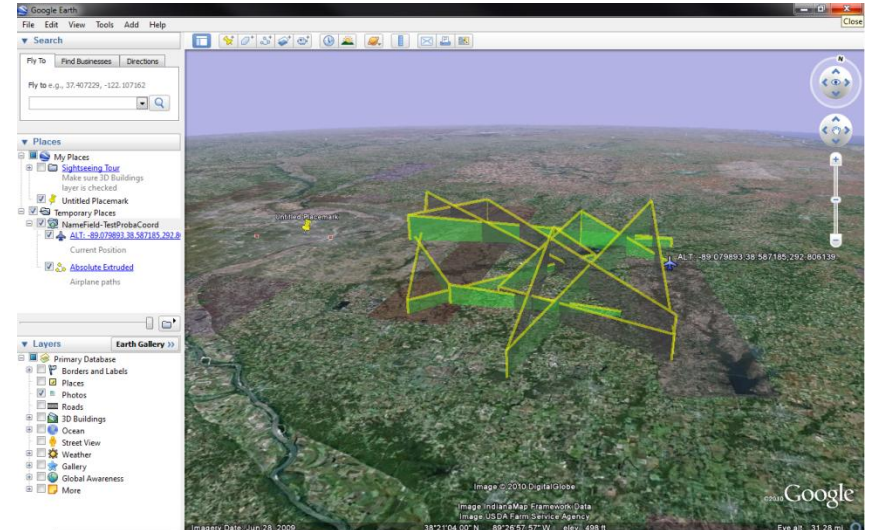 Google Earth
Close
File Edit View Tools Add Help
Search
Fly To Find Businesses Directions
Fly to e.g., 37.407229, -122.107162
Places
My Places
Sightseeing Tour
Make sure 3D Buildings
layer is checked
Untitled Placemark
Temporary Places
NameField-TestProbaCoord
ALT: -89.079893,38.587185,292.8
Current Position
Absolute Extruded
Airplane paths
Layers Earth Gallery »
Primary Database
Borders and Labels
Places
Photos
Roads
3D Buildings
Ocean
Street View
Weather
Gallery
Global Awareness
More
N
Untitled Placemark
ALT: -89.079893,38.587185,292.806139
Image © 2010 DigitalGlobe
Image IndianaMap Framework Data
Image USDA Farm Service Agency
©2010 Google
Imagery Date: Jun 28, 2009 38°21'04.00" N 89°26'57.57" W elev 498 ft Eye alt 31.28 mi